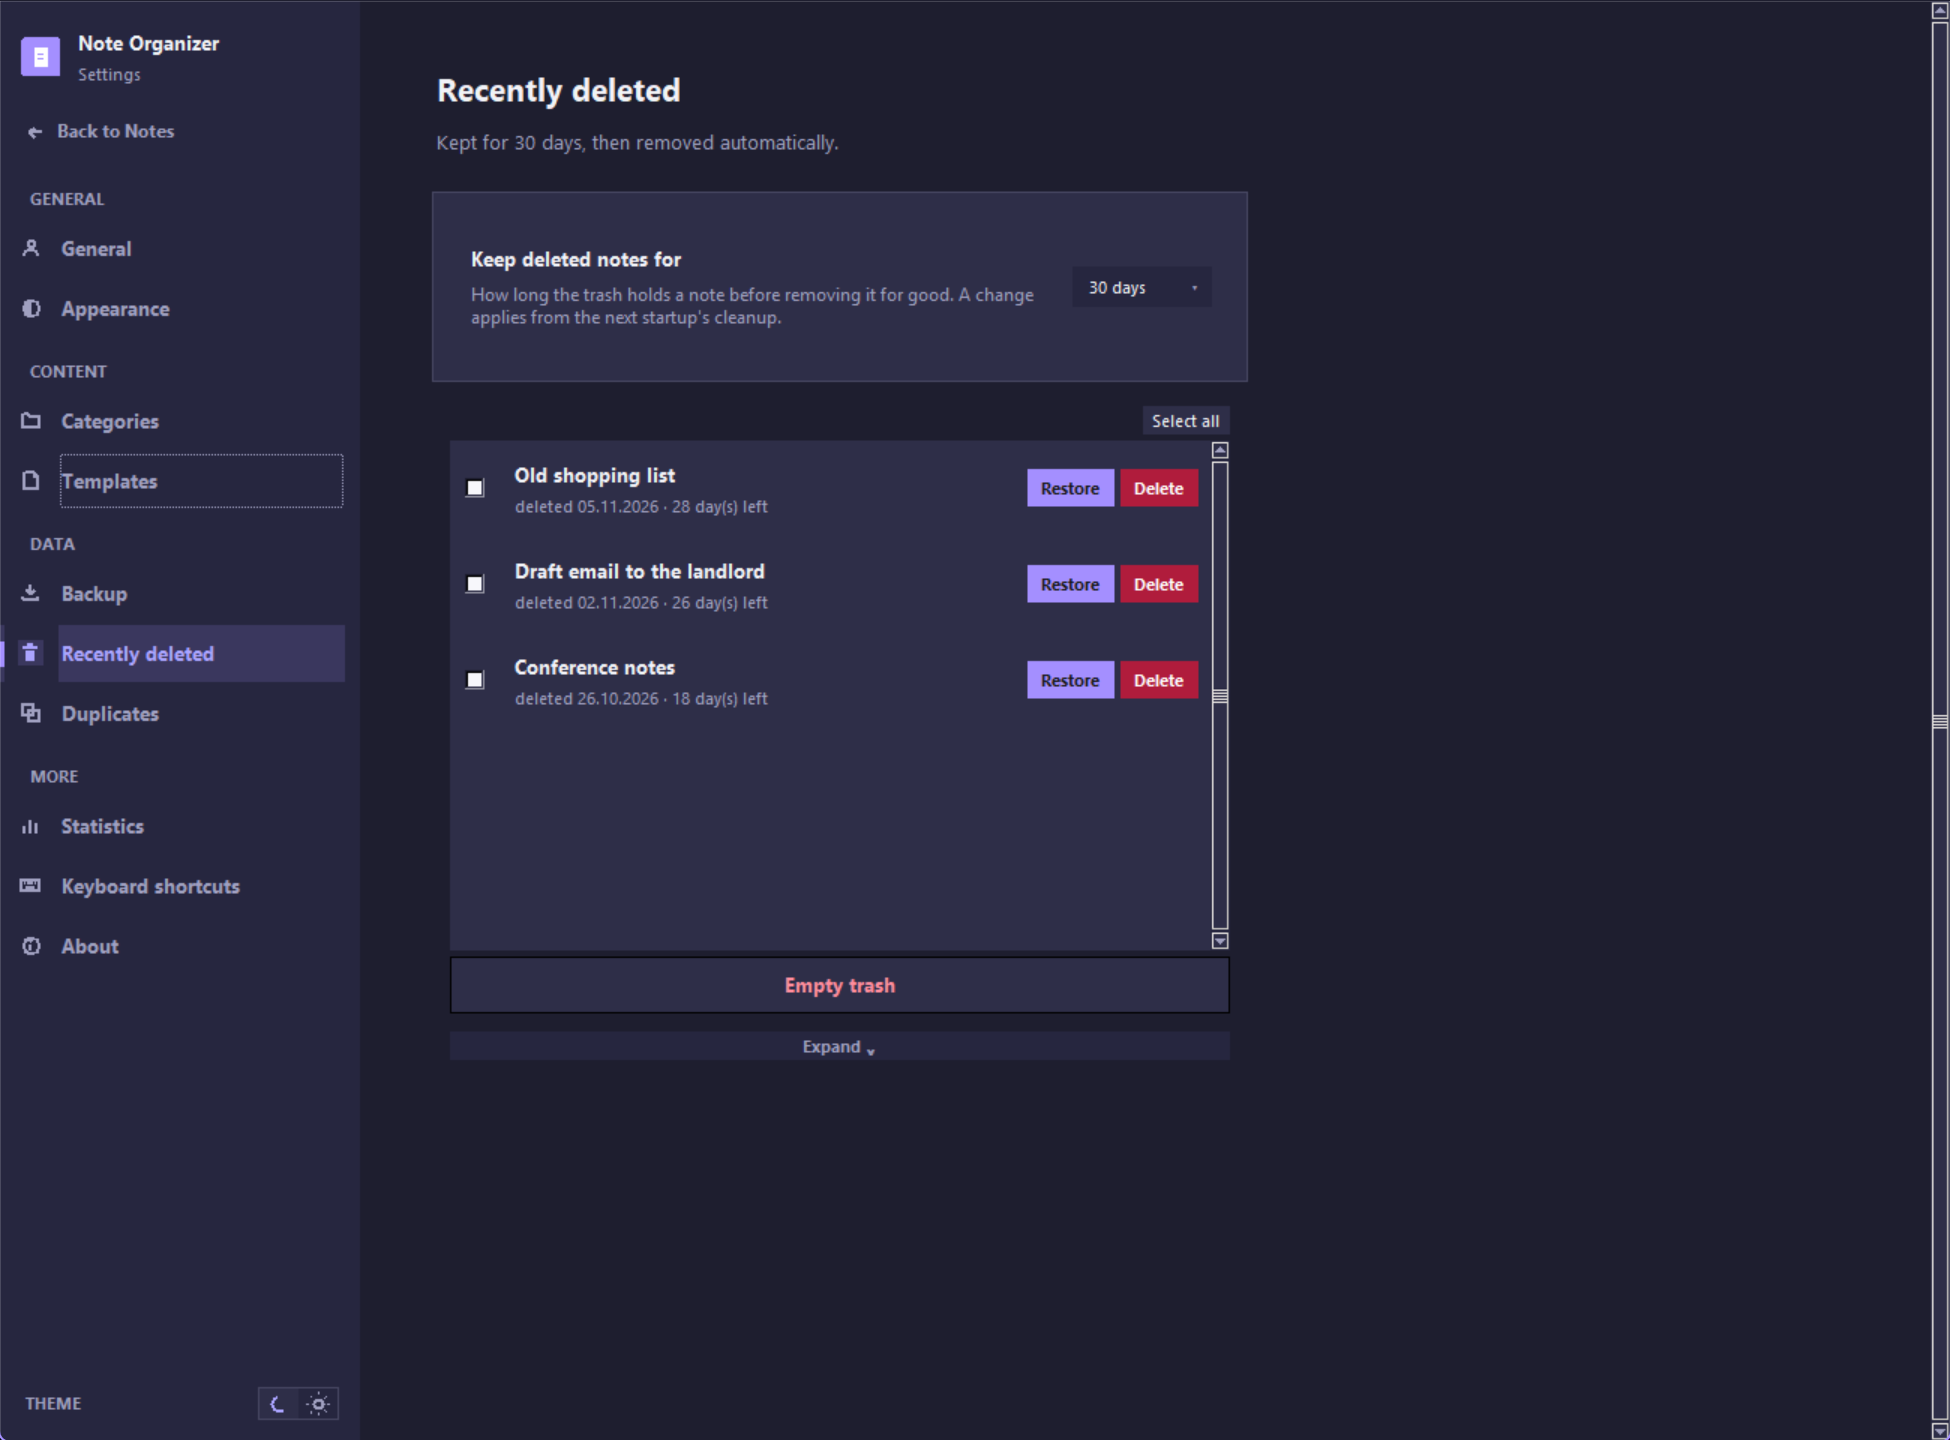 Note Organizer
Settings
Back to Notes
GENERAL
General
Appearance
CONTENT
Categories
Templates
DATA
Backup
Recently deleted
Duplicates
MORE
Statistics
Keyboard shortcuts
About
THEME
Recently deleted
Kept for 30 days, then removed automatically.
Keep deleted notes for
How long the trash holds a note before removing it for good. A change
applies from the next startup's cleanup.
30 days
Select all
Old shopping list
deleted 05.11.2026 · 28 day(s) left
Restore Delete
Draft email to the landlord
deleted 02.11.2026 · 26 day(s) left
Restore Delete
Conference notes
deleted 26.10.2026 · 18 day(s) left
Restore Delete
Empty trash
Expand